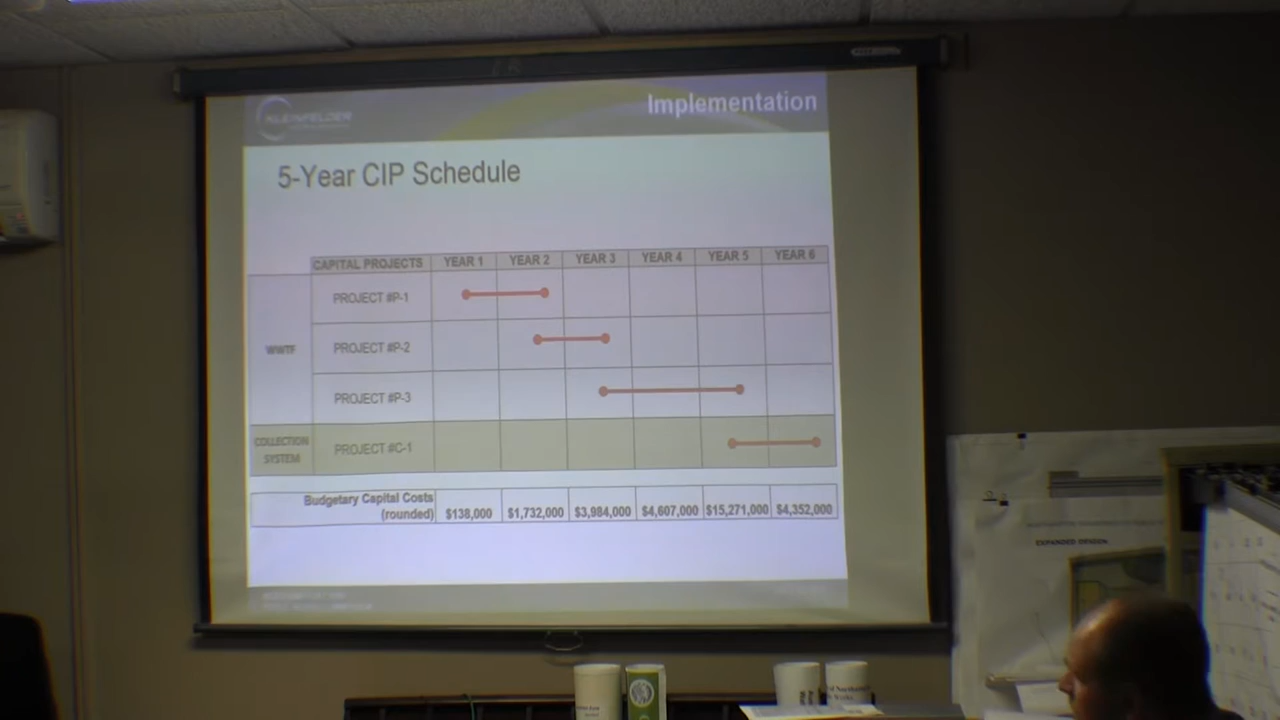 KLEINFELDER
Implementation
5-Year CIP Schedule
CAPITAL PROJECTS YEAR 1 YEAR 2 YEAR 3 YEAR 4 YEAR 5 YEAR 6
WWTF
PROJECT #P-1
PROJECT #P-2
PROJECT #P-3
COLLECTION
SYSTEM
PROJECT #C-1
Budgetary Capital Costs
(rounded) $138,000 $1,732,000 $3,984,000 $4,607,000 $15,271,000 $4,352,000
EXPANDED DESIGN